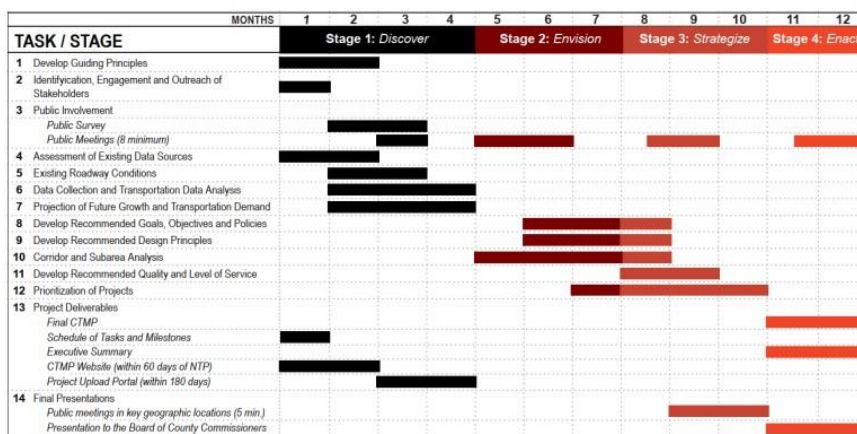 MONTHS 1 2 3 4 5 6 7 8 9 10 11 12
TASK / STAGE Stage 1: Discover Stage 2: Envision Stage 3: Strategize Stage 4: Enac
1 Develop Guiding Principles
2 Identifyication, Engagement and Outreach of
Stakeholders
3 Public Involvement
Public Survey
Public Meetings (8 minimum)
4 Assessment of Existing Data Sources
5 Existing Roadway Conditions
6 Data Collection and Transportation Data Analysis
7 Projection of Future Growth and Transportation Demand
8 Develop Recommended Goals, Objectives and Policies
9 Develop Recommended Design Principles
10 Corridor and Subarea Analysis
11 Develop Recommended Quality and Level of Service
12 Prioritization of Projects
13 Project Deliverables
Final CTMP
Schedule of Tasks and Milestones
Executive Summary
CTMP Website (within 60 days of NTP)
Project Upload Portal (within 180 days)
14 Final Presentations
Public meetings in key geographic locations (5 min.)
Presentation to the Board of County Commissioners